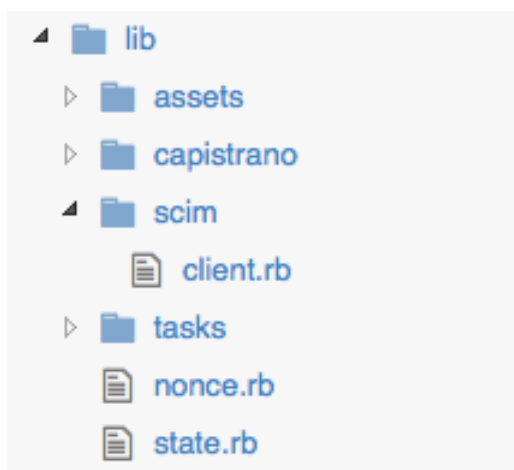 lib
assets
capistrano
scim
client.rb
tasks
nonce.rb
state.rb